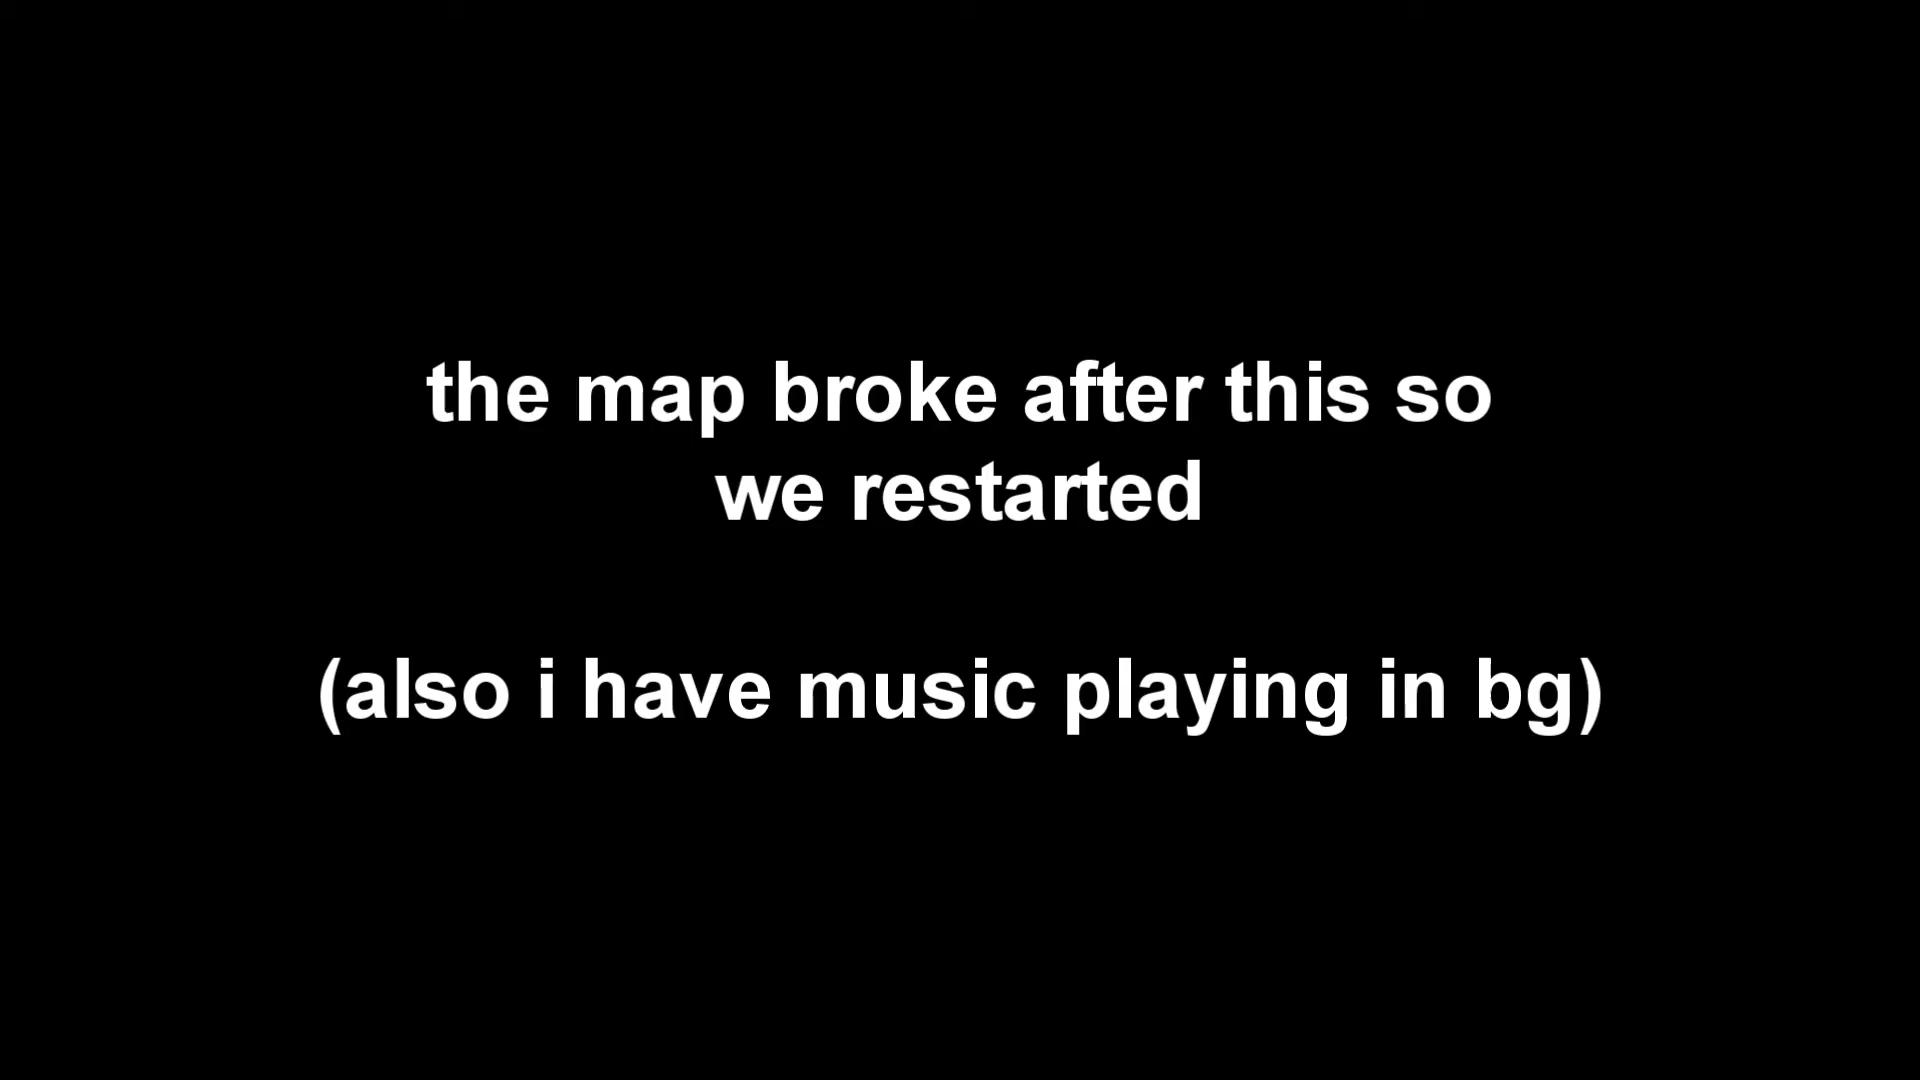 the map broke after this so
we restarted
(also i have music playing in bg)